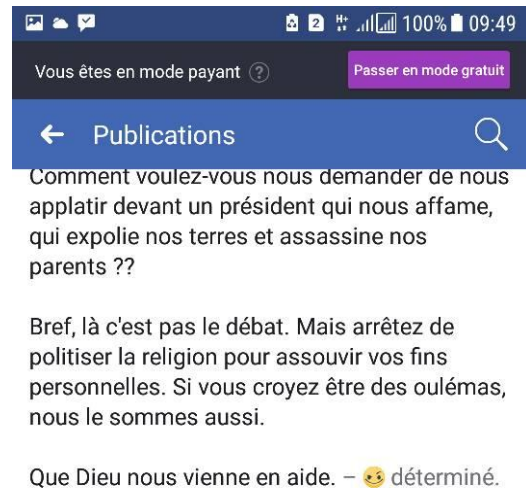 2 H+ 100% 09:49
Vous êtes en mode payant ? Passer en mode gratuit
← Publications
Comment voulez-vous nous demander de nous
applatir devant un président qui nous affame,
qui expolie nos terres et assassine nos
parents ??
Bref, là c'est pas le débat. Mais arrêtez de
politiser la religion pour assouvir vos fins
personnelles. Si vous croyez être des oulémas,
nous le sommes aussi.
Que Dieu nous vienne en aide. – 🤨 déterminé.